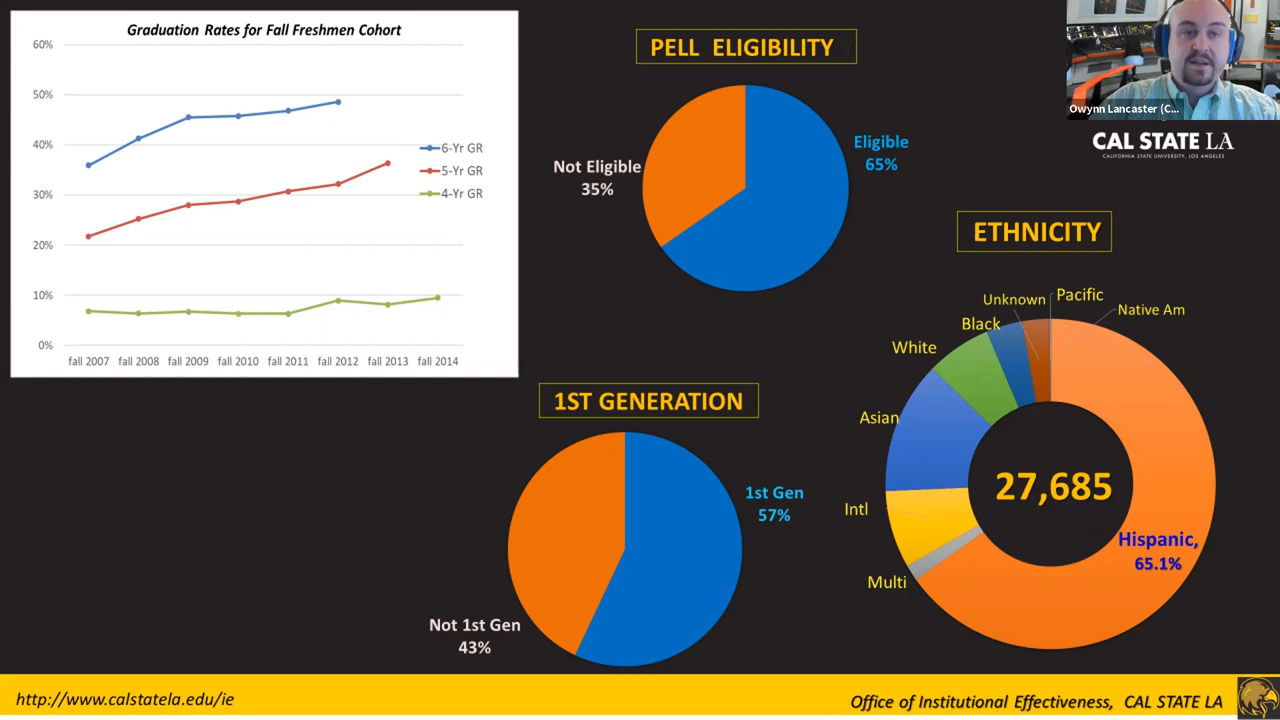 Graduation Rates for Fall Freshmen Cohort
60%
50%
40%
30%
20%
10%
0%
fall 2007 fall 2008 fall 2009 fall 2010 fall 2011 fall 2012 fall 2013 fall 2014
6-Yr GR
5-Yr GR
4-Yr GR
PELL ELIGIBILITY
Eligible
65%
Not Eligible
35%
Owynn Lancaster (C...
CAL STATE LA
CALIFORNIA STATE UNIVERSITY, LOS ANGELES
1ST GENERATION
1st Gen
57%
Not 1st Gen
43%
ETHNICITY
Unknown
Pacific
Native Am
Black
White
Asian
Intl
Multi
27,685
Hispanic,
65.1%
http://www.calstatela.edu/ie
Office of Institutional Effectiveness, CAL STATE LA